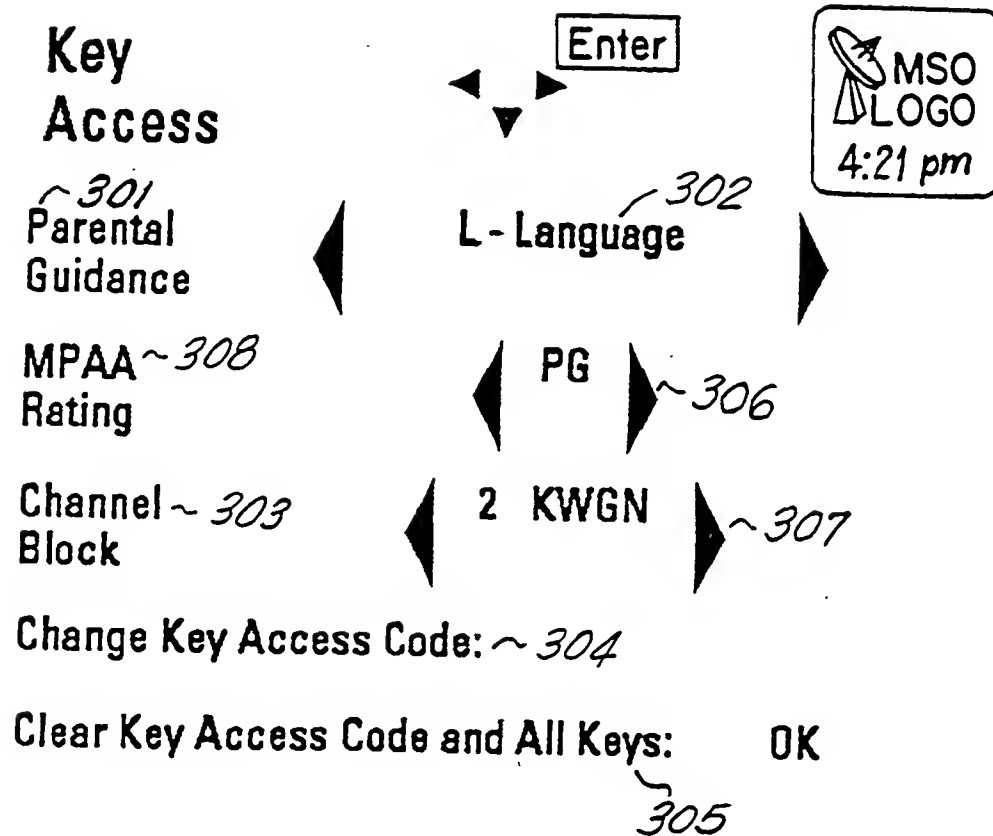 Key
Access
Enter
MSO
LOGO
4:21 pm
301
Parental
Guidance
L - Language
302
MPAA ~ 308
Rating
PG
~ 306
Channel ~ 303
Block
2 KWGN
~ 307
Change Key Access Code: ~ 304
Clear Key Access Code and All Keys: OK
305